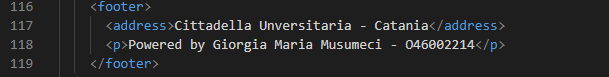 116 <footer>
117 <address>Cittadella Unversitaria - Catania</address>
118 <p>Powered by Giorgia Maria Musumeci - O46002214</p>
119 </footer>